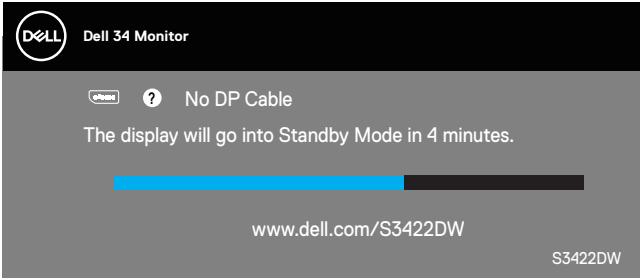 DELL
Dell 34 Monitor
? No DP Cable
The display will go into Standby Mode in 4 minutes.
www.dell.com/S3422DW
S3422DW